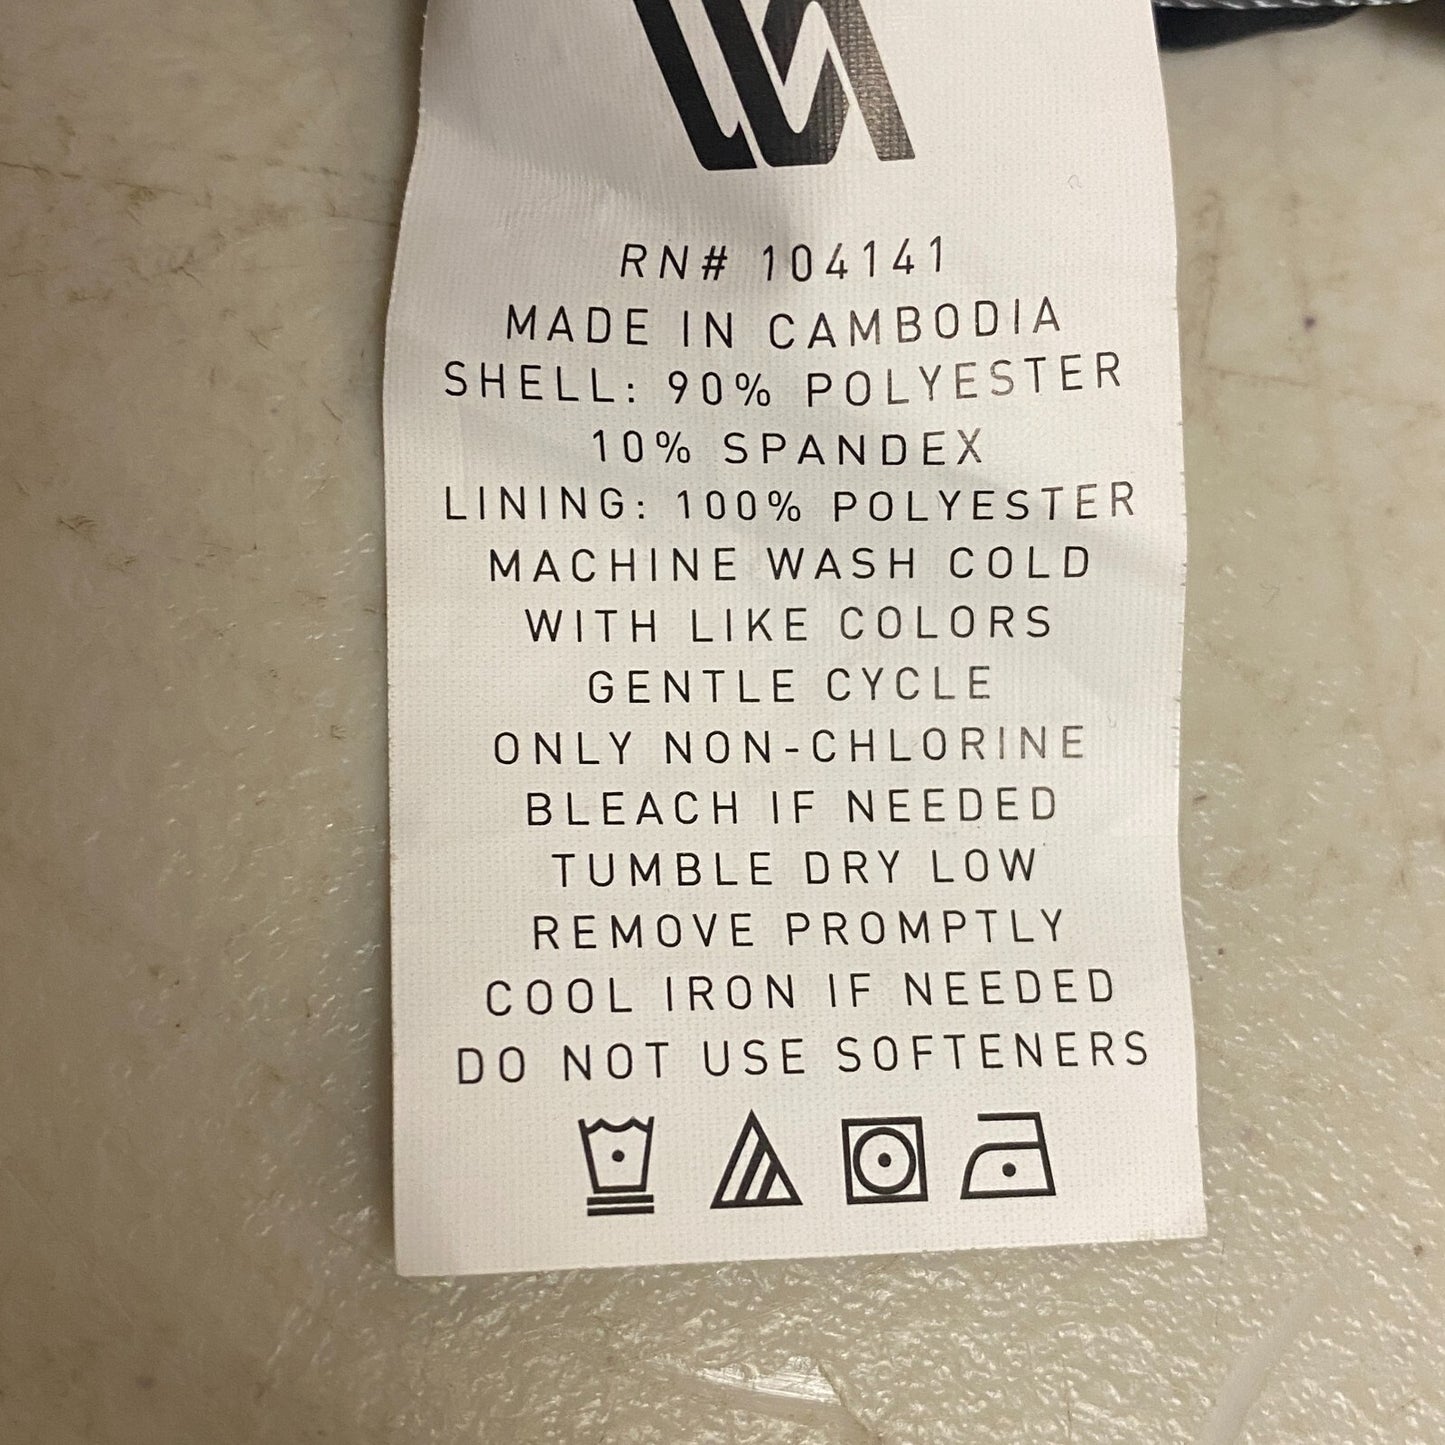 RN# 104141
MADE IN CAMBODIA
SHELL: 90% POLYESTER
10% SPANDEX
LINING: 100% POLYESTER
MACHINE WASH COLD
WITH LIKE COLORS
GENTLE CYCLE
ONLY NON-CHLORINE
BLEACH IF NEEDED
TUMBLE DRY LOW
REMOVE PROMPTLY
COOL IRON IF NEEDED
DO NOT USE SOFTENERS